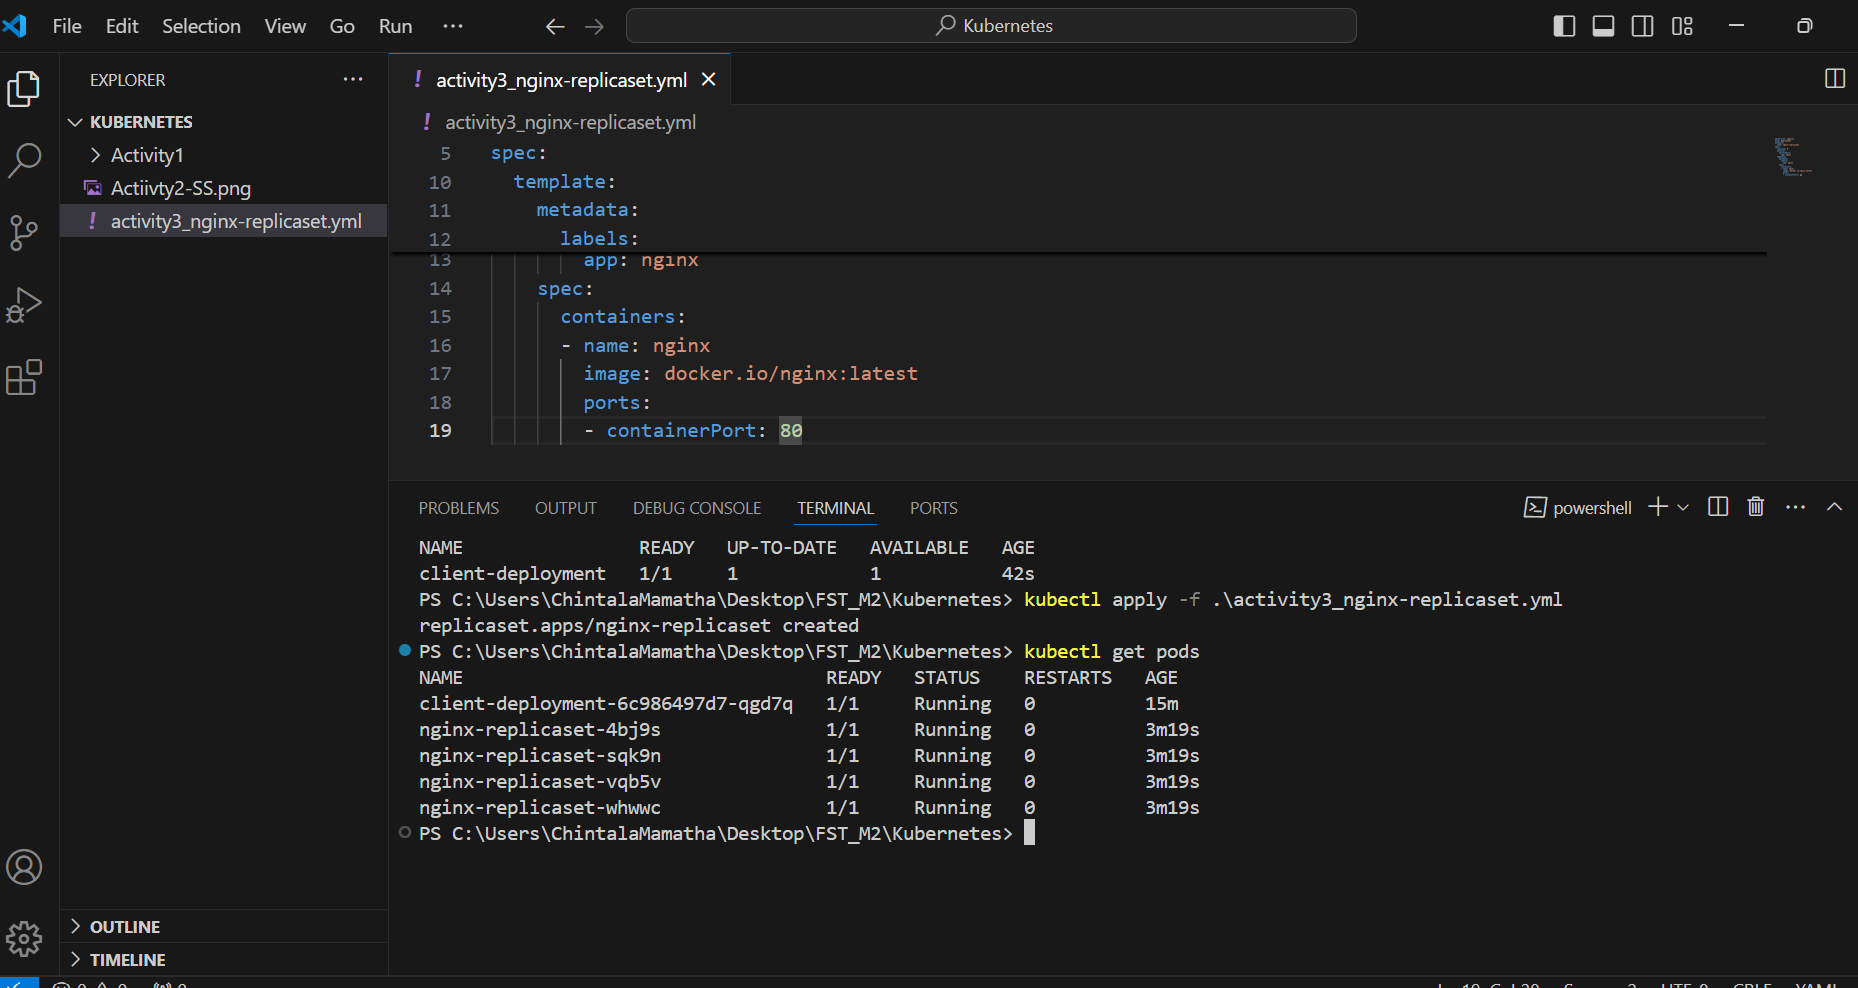 File Edit Selection View Go Run ··· Kubernetes
EXPLORER ···
KUBERNETES
Activity1
Actiivty2-SS.png
! activity3_nginx-replicaset.yml
! activity3_nginx-replicaset.yml
! activity3_nginx-replicaset.yml
5 spec:
10 template:
11 metadata:
12 labels:
13 app: nginx
14 spec:
15 containers:
16 - name: nginx
17 image: docker.io/nginx:latest
18 ports:
19 - containerPort: 80
PROBLEMS OUTPUT DEBUG CONSOLE TERMINAL PORTS powershell
NAME READY UP-TO-DATE AVAILABLE AGE
client-deployment 1/1 1 1 42s
PS C:\Users\ChintalaMamatha\Desktop\FST_M2\Kubernetes> kubectl apply -f .\activity3_nginx-replicaset.yml
replicaset.apps/nginx-replicaset created
PS C:\Users\ChintalaMamatha\Desktop\FST_M2\Kubernetes> kubectl get pods
NAME READY STATUS RESTARTS AGE
client-deployment-6c986497d7-qgd7q 1/1 Running 0 15m
nginx-replicaset-4bj9s 1/1 Running 0 3m19s
nginx-replicaset-sqk9n 1/1 Running 0 3m19s
nginx-replicaset-vqb5v 1/1 Running 0 3m19s
nginx-replicaset-whwwc 1/1 Running 0 3m19s
PS C:\Users\ChintalaMamatha\Desktop\FST_M2\Kubernetes>
OUTLINE
TIMELINE